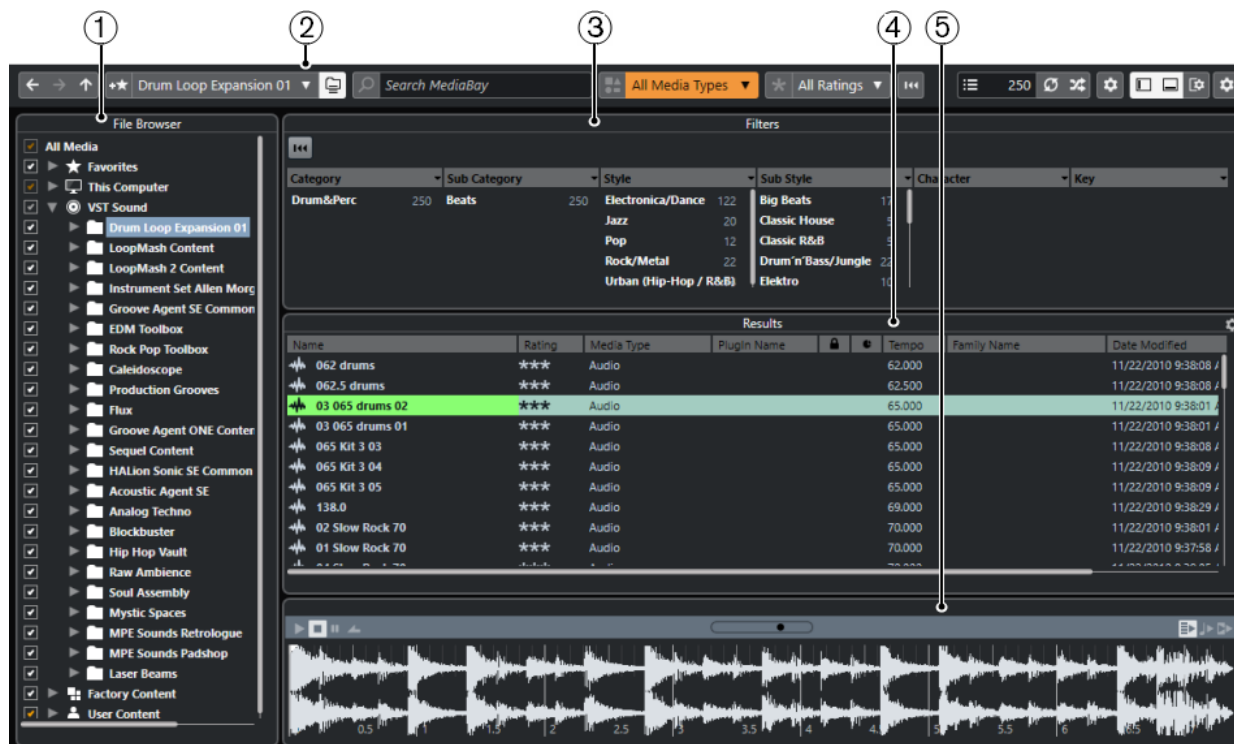 1 2 3 4 5
Drum Loop Expansion 01 Search MediaBay All Media Types All Ratings 250
File Browser
All Media
Favorites
This Computer
VST Sound
Drum Loop Expansion 01
LoopMash Content
LoopMash 2 Content
Instrument Set Allen Morg
Groove Agent SE Common
EDM Toolbox
Rock Pop Toolbox
Caleidoscope
Production Grooves
Flux
Groove Agent ONE Conter
Sequel Content
HALion Sonic SE Common
Acoustic Agent SE
Analog Techno
Blockbuster
Hip Hop Vault
Raw Ambience
Soul Assembly
Mystic Spaces
MPE Sounds Retrologue
MPE Sounds Padshop
Laser Beams
Factory Content
User Content
Filters
Category Sub Category Style Sub Style Character Key
Drum&Perc 250 Beats 250 Electronica/Dance 122 Big Beats 17
Jazz 20 Classic House 5
Pop 12 Classic R&B 5
Rock/Metal 22 Drum'n'Bass/Jungle 22
Urban (Hip-Hop / R&B) Elektro 10
Results
Name Rating Media Type PlugIn Name Tempo Family Name Date Modified
062 drums *** Audio 62.000 11/22/2010 9:38:08 A
062.5 drums *** Audio 62.500 11/22/2010 9:38:08 A
03 065 drums 02 *** Audio 65.000 11/22/2010 9:38:01 A
03 065 drums 01 *** Audio 65.000 11/22/2010 9:38:01 A
065 Kit 3 03 *** Audio 65.000 11/22/2010 9:38:08 A
065 Kit 3 04 *** Audio 65.000 11/22/2010 9:38:09 A
065 Kit 3 05 *** Audio 65.000 11/22/2010 9:38:09 A
138.0 *** Audio 69.000 11/22/2010 9:38:29 A
02 Slow Rock 70 *** Audio 70.000 11/22/2010 9:38:01 A
01 Slow Rock 70 *** Audio 70.000 11/22/2010 9:37:58 A
0.5 1 1.5 2 2.5 3 3.5 4 4. 5 5.5 6 6.5